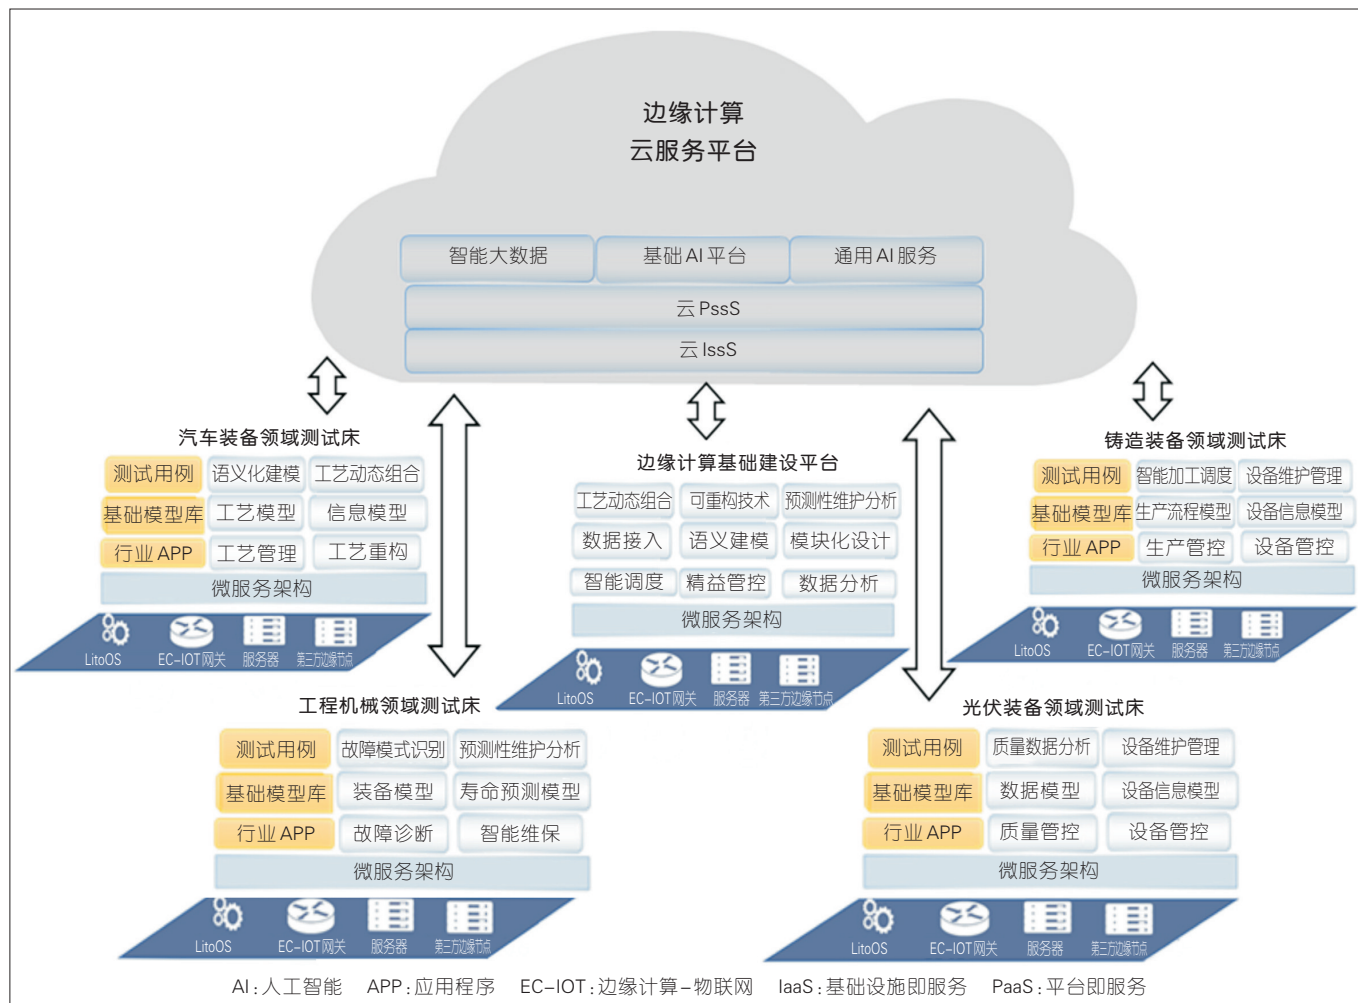 边缘计算
云服务平台
智能大数据 基础AI平台 通用AI服务
云PssS
云IssS
汽车装备领域测试床
测试用例 语义化建模 工艺动态组合
基础模型库 工艺模型 信息模型
行业APP 工艺管理 工艺重构
微服务架构
LitoOS EC-IOT网关 服务器 第三方边缘节点
边缘计算基础建设平台
工艺动态组合 可重构技术 预测性维护分析
数据接入 语义建模 模块化设计
智能调度 精益管控 数据分析
微服务架构
LitoOS EC-IOT网关 服务器 第三方边缘节点
铸造装备领域测试床
测试用例 智能加工调度 设备维护管理
基础模型库 生产流程模型 设备信息模型
行业APP 生产管控 设备管控
微服务架构
LitoOS EC-IOT网关 服务器 第三方边缘节点
工程机械领域测试床
测试用例 故障模式识别 预测性维护分析
基础模型库 装备模型 寿命预测模型
行业APP 故障诊断 智能维保
微服务架构
LitoOS EC-IOT网关 服务器 第三方边缘节点
光伏装备领域测试床
测试用例 质量数据分析 设备维护管理
基础模型库 数据模型 设备信息模型
行业APP 质量管控 设备管控
微服务架构
LitoOS EC-IOT网关 服务器 第三方边缘节点
AI:人工智能 APP:应用程序 EC-IOT:边缘计算-物联网 IaaS:基础设施即服务 PaaS:平台即服务